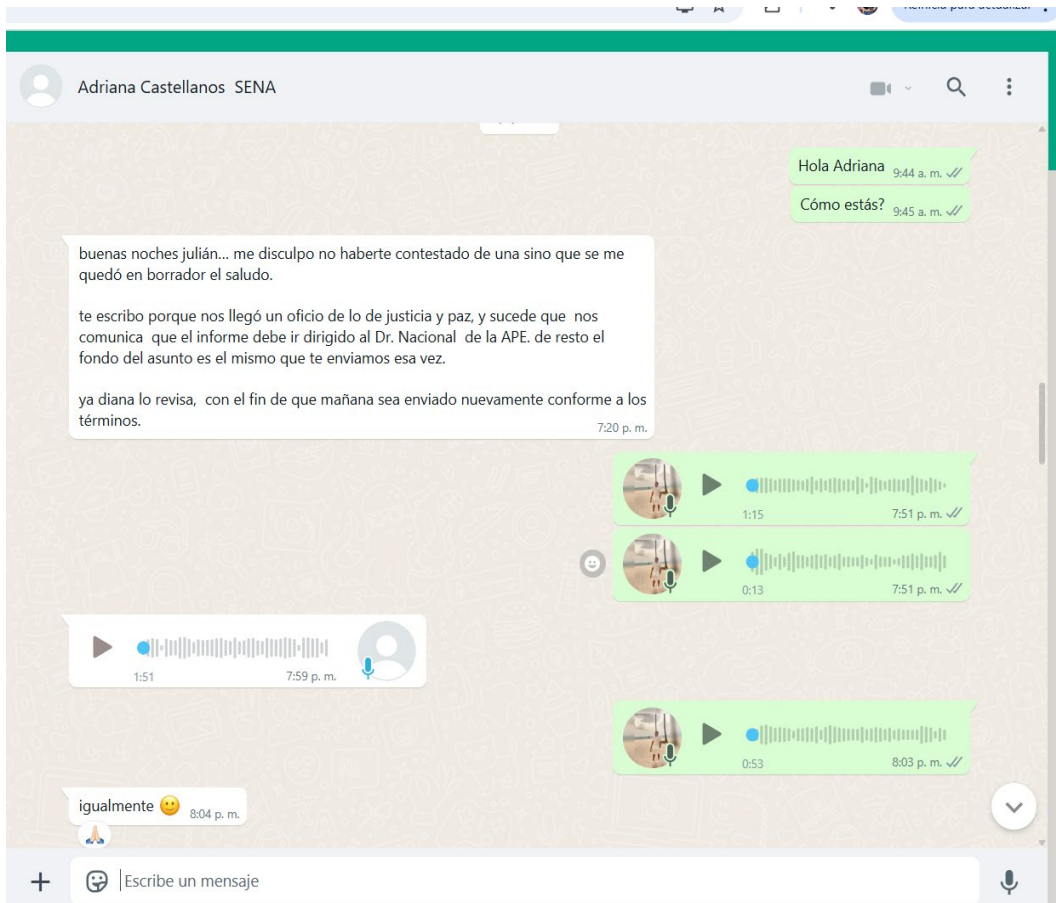 Adriana Castellanos SENA
Hola Adriana 9:44 a. m.
Cómo estás? 9:45 a. m.
buenas noches julián... me disculpo no haberte contestado de una sino que se me
quedó en borrador el saludo.
te escribo porque nos llegó un oficio de lo de justicia y paz, y sucede que nos
comunica que el informe debe ir dirigido al Dr. Nacional de la APE. de resto el
fondo del asunto es el mismo que te enviamos esa vez.
ya diana lo revisa, con el fin de que mañana sea enviado nuevamente conforme a los
términos.
7:20 p. m.
1:15 7:51 p. m.
0:13 7:51 p. m.
1:51 7:59 p. m.
0:53 8:03 p. m.
igualmente 🙂 8:04 p. m.
🙏🏻
Escribe un mensaje